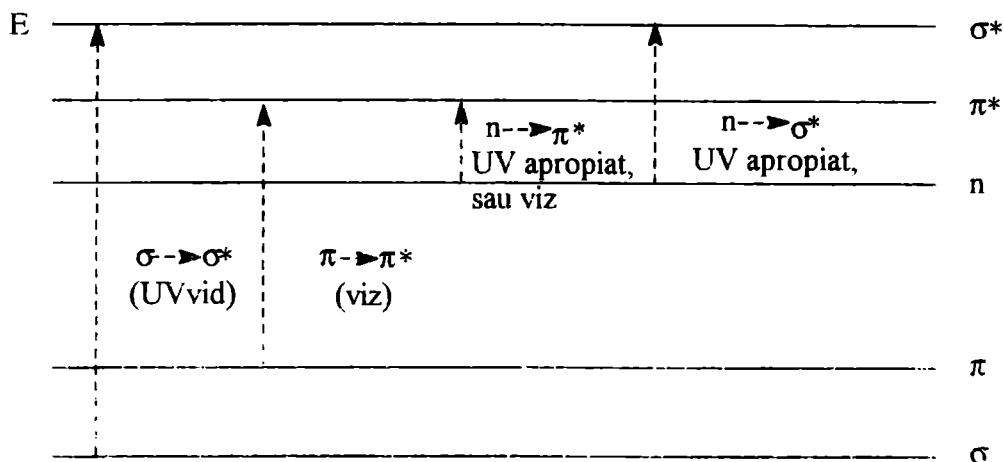 E
σ*
π*
n--➤π*
UV apropiat,
sau viz
n--➤σ*
UV apropiat,
n
σ--➤σ*
(UVvid)
π--➤π*
(viz)
π
σ